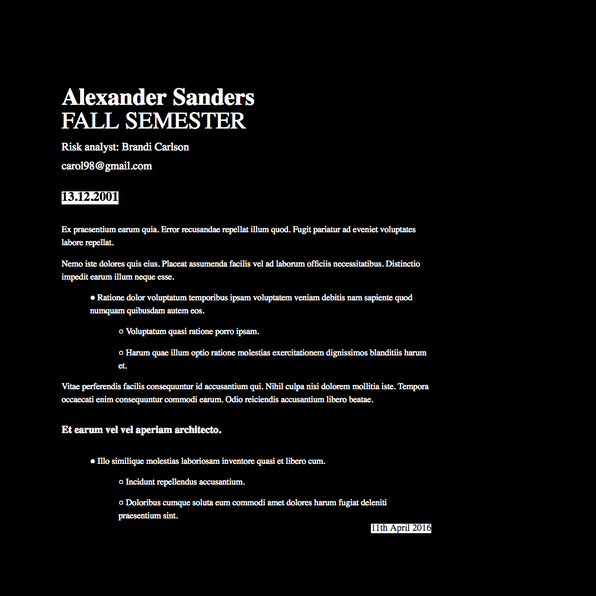 Alexander Sanders
FALL SEMESTER
Risk analyst: Brandi Carlson
carol98@gmail.com
13.12.2001
Ex praesentium earum quia. Error recusandae repellat illum quod. Fugit pariatur ad eveniet voluptates
labore repellat.
Nemo iste dolores quis eius. Placeat assumenda facilis vel ad laborum officiis necessitatibus. Distinctio
impedit earum illum neque esse.
● Ratione dolor voluptatum temporibus ipsam voluptatem veniam debitis nam sapiente quod
numquam quibusdam autem eos.
○ Voluptatum quasi ratione porro ipsam.
○ Harum quae illum optio ratione molestias exercitationem dignissimos blanditiis harum
et.
Vitae perferendis facilis consequuntur id accusantium qui. Nihil culpa nisi dolorem mollitia iste. Tempora
occaecati enim consequuntur commodi earum. Odio reiciendis accusantium libero beatae.
Et earum vel vel aperiam architecto.
● Illo similique molestias laboriosam inventore quasi et libero cum.
○ Incidunt repellendus accusantium.
○ Doloribus cumque soluta eum commodi amet dolores harum fugiat deleniti
praesentium sint.
11th April 2016